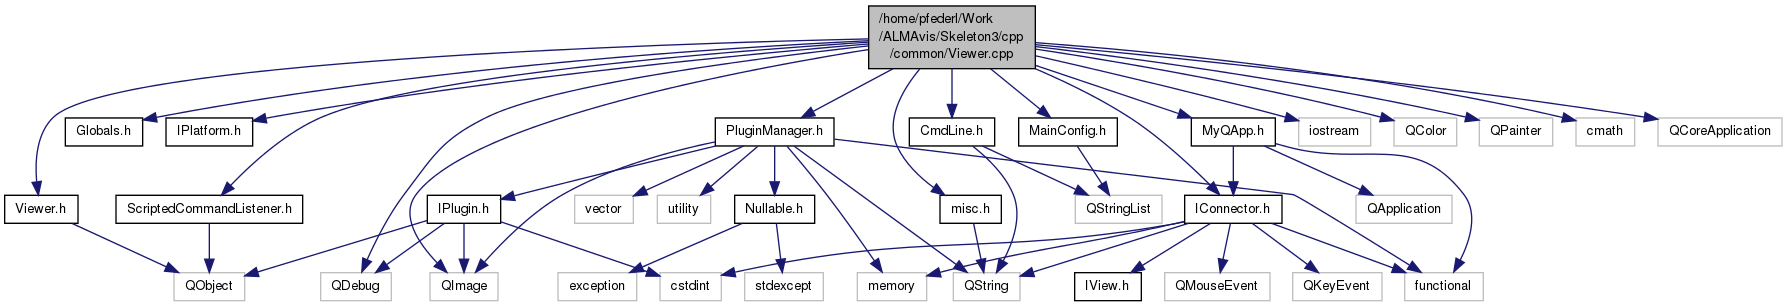 /home/pfederl/Work
/ALMAvis/Skeleton3/cpp
/common/Viewer.cpp
Globals.h
IPlatform.h
PluginManager.h
CmdLine.h
MainConfig.h
MyQApp.h
iostream
QColor
QPainter
cmath
QCoreApplication
Viewer.h
ScriptedCommandListener.h
IPlugin.h
vector
utility
Nullable.h
misc.h
QStringList
IConnector.h
QApplication
QObject
QDebug
QImage
exception
cstdint
stdexcept
memory
QString
IView.h
QMouseEvent
QKeyEvent
functional